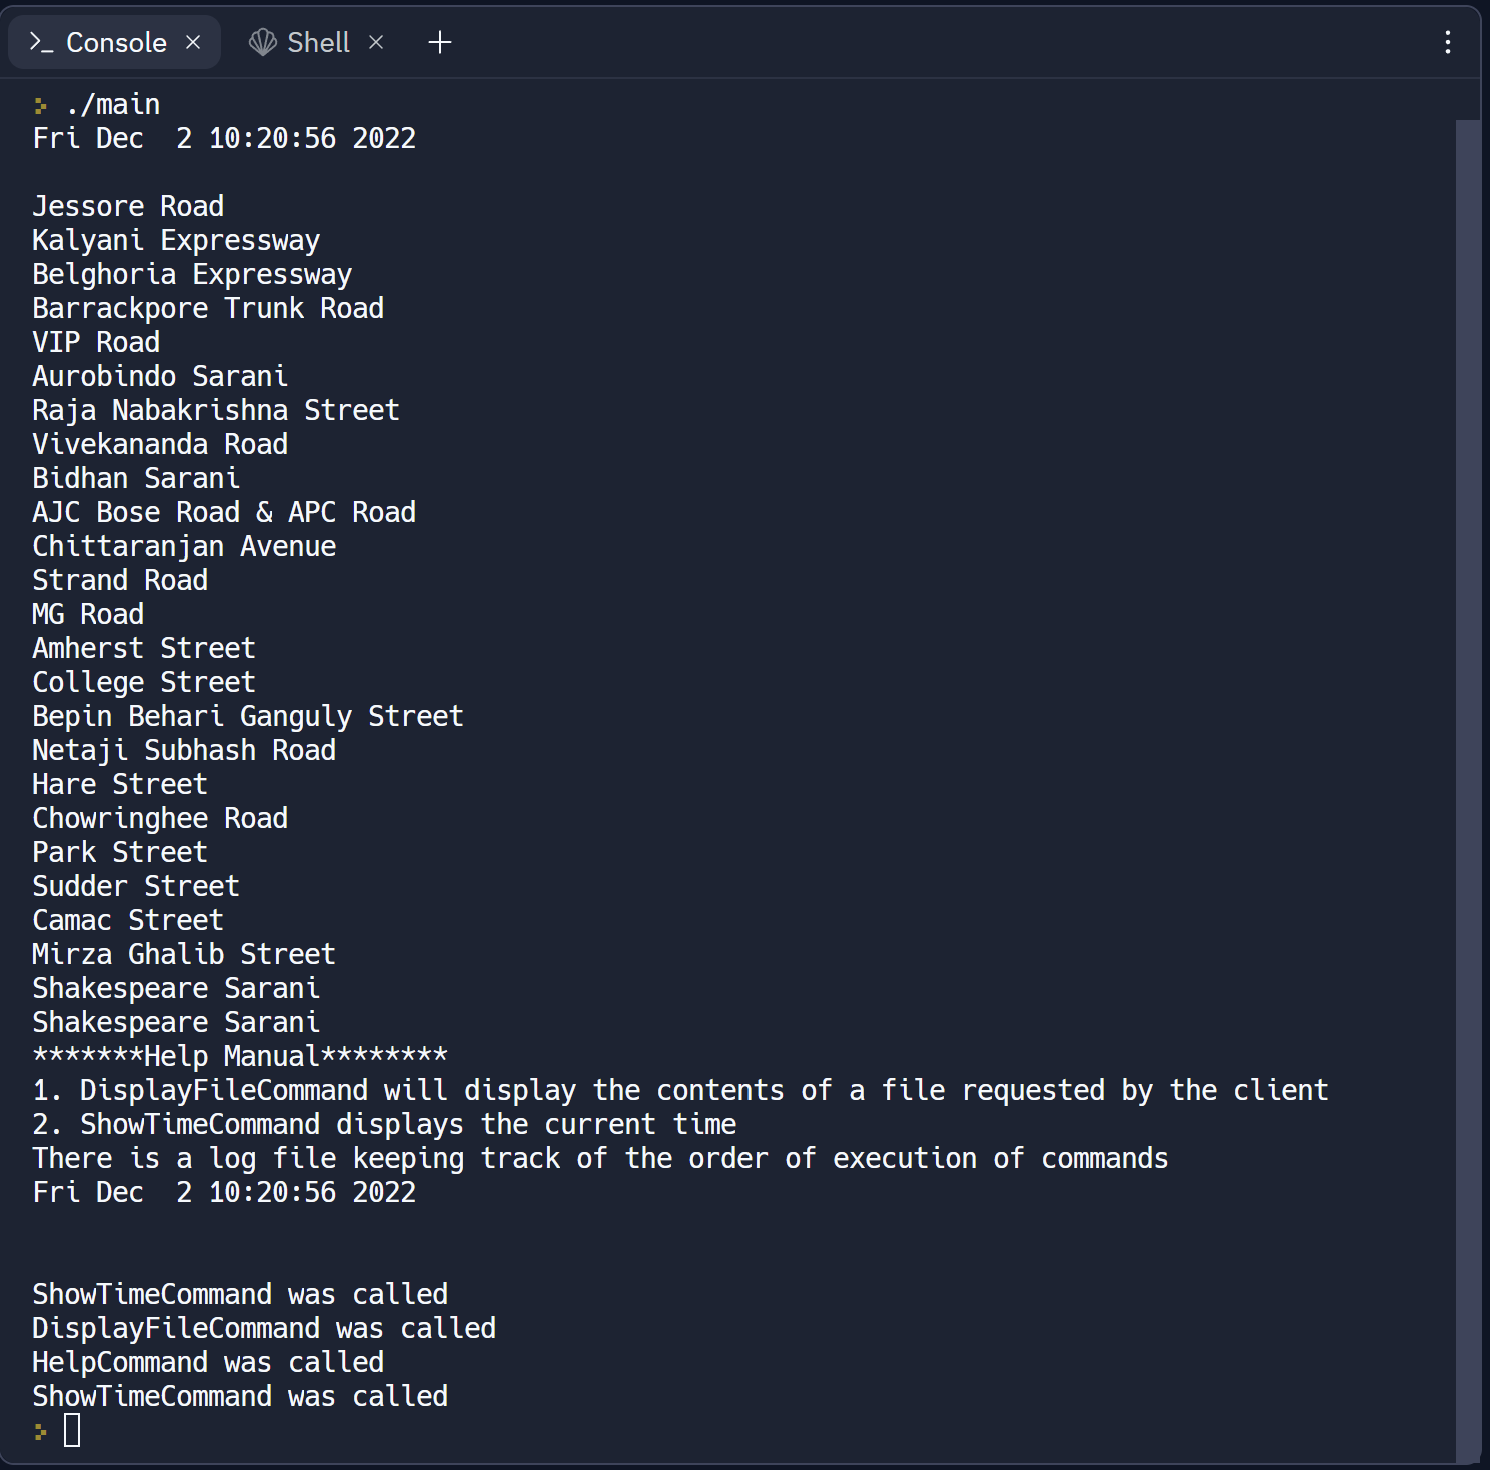 Console
Shell
./main
Fri Dec  2 10:20:56 2022
Jessore Road
Kalyani Expressway
Belghoria Expressway
Barrackpore Trunk Road
VIP Road
Aurobindo Sarani
Raja Nabakrishna Street
Vivekananda Road
Bidhan Sarani
AJC Bose Road & APC Road
Chittaranjan Avenue
Strand Road
MG Road
Amherst Street
College Street
Bepin Behari Ganguly Street
Netaji Subhash Road
Hare Street
Chowringhee Road
Park Street
Sudder Street
Camac Street
Mirza Ghalib Street
Shakespeare Sarani
Shakespeare Sarani
*******Help Manual********
1. DisplayFileCommand will display the contents of a file requested by the client
2. ShowTimeCommand displays the current time
There is a log file keeping track of the order of execution of commands
Fri Dec  2 10:20:56 2022
ShowTimeCommand was called
DisplayFileCommand was called
HelpCommand was called
ShowTimeCommand was called